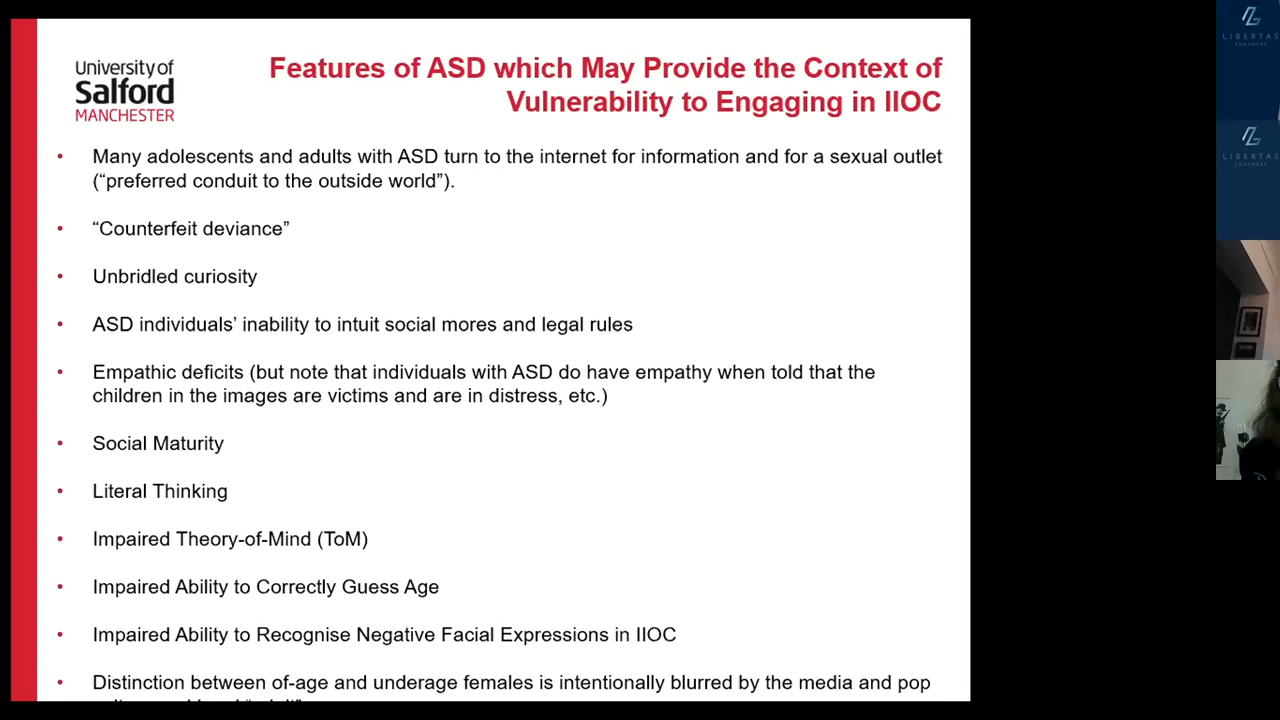 University of
Salford
MANCHESTER
Features of ASD which May Provide the Context of
Vulnerability to Engaging in IIOC
• Many adolescents and adults with ASD turn to the internet for information and for a sexual outlet
(“preferred conduit to the outside world”).
• “Counterfeit deviance”
• Unbridled curiosity
• ASD individuals’ inability to intuit social mores and legal rules
• Empathic deficits (but note that individuals with ASD do have empathy when told that the
children in the images are victims and are in distress, etc.)
• Social Maturity
• Literal Thinking
• Impaired Theory-of-Mind (ToM)
• Impaired Ability to Correctly Guess Age
• Impaired Ability to Recognise Negative Facial Expressions in IIOC
• Distinction between of-age and underage females is intentionally blurred by the media and pop
LIBERTAS
CHAMBERS
LIBERTAS
CHAMBERS